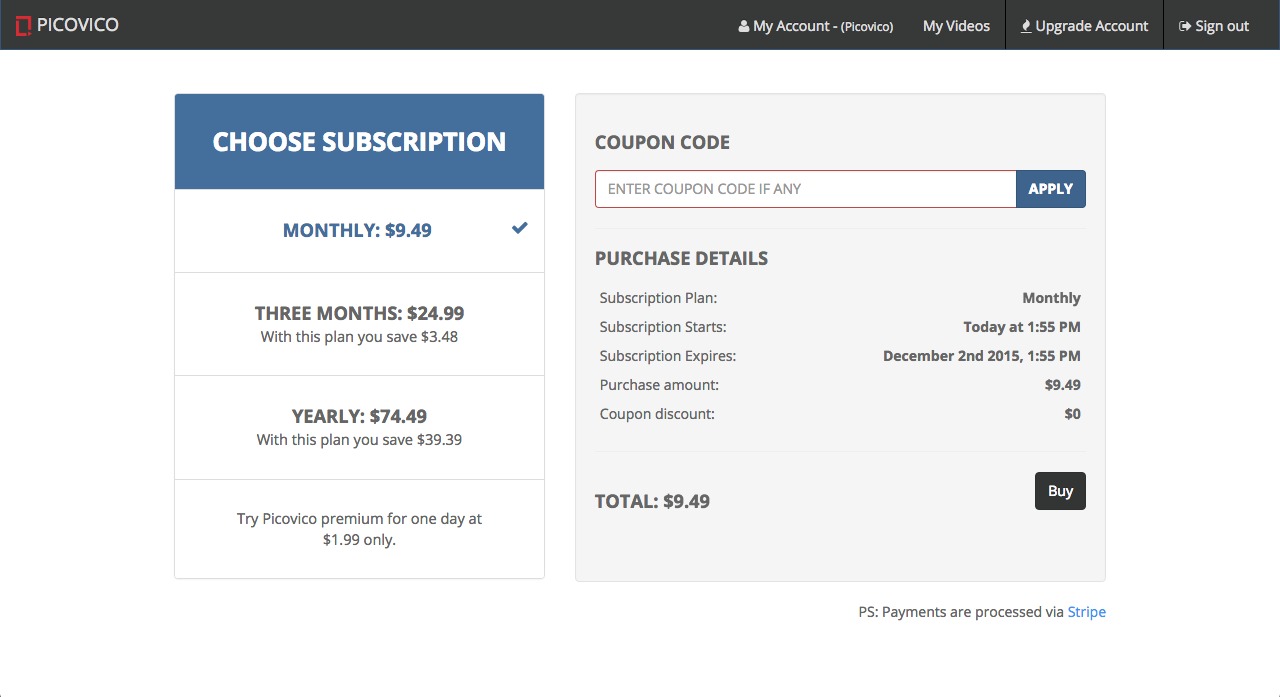 PICOVICO
My Account - (Picovico)
My Videos
Upgrade Account
Sign out
CHOOSE SUBSCRIPTION
MONTHLY: $9.49
THREE MONTHS: $24.99
With this plan you save $3.48
YEARLY: $74.49
With this plan you save $39.39
Try Picovico premium for one day at
$1.99 only.
COUPON CODE
ENTER COUPON CODE IF ANY
APPLY
PURCHASE DETAILS
Subscription Plan: Monthly
Subscription Starts: Today at 1:55 PM
Subscription Expires: December 2nd 2015, 1:55 PM
Purchase amount: $9.49
Coupon discount: $0
TOTAL: $9.49
Buy
PS: Payments are processed via Stripe